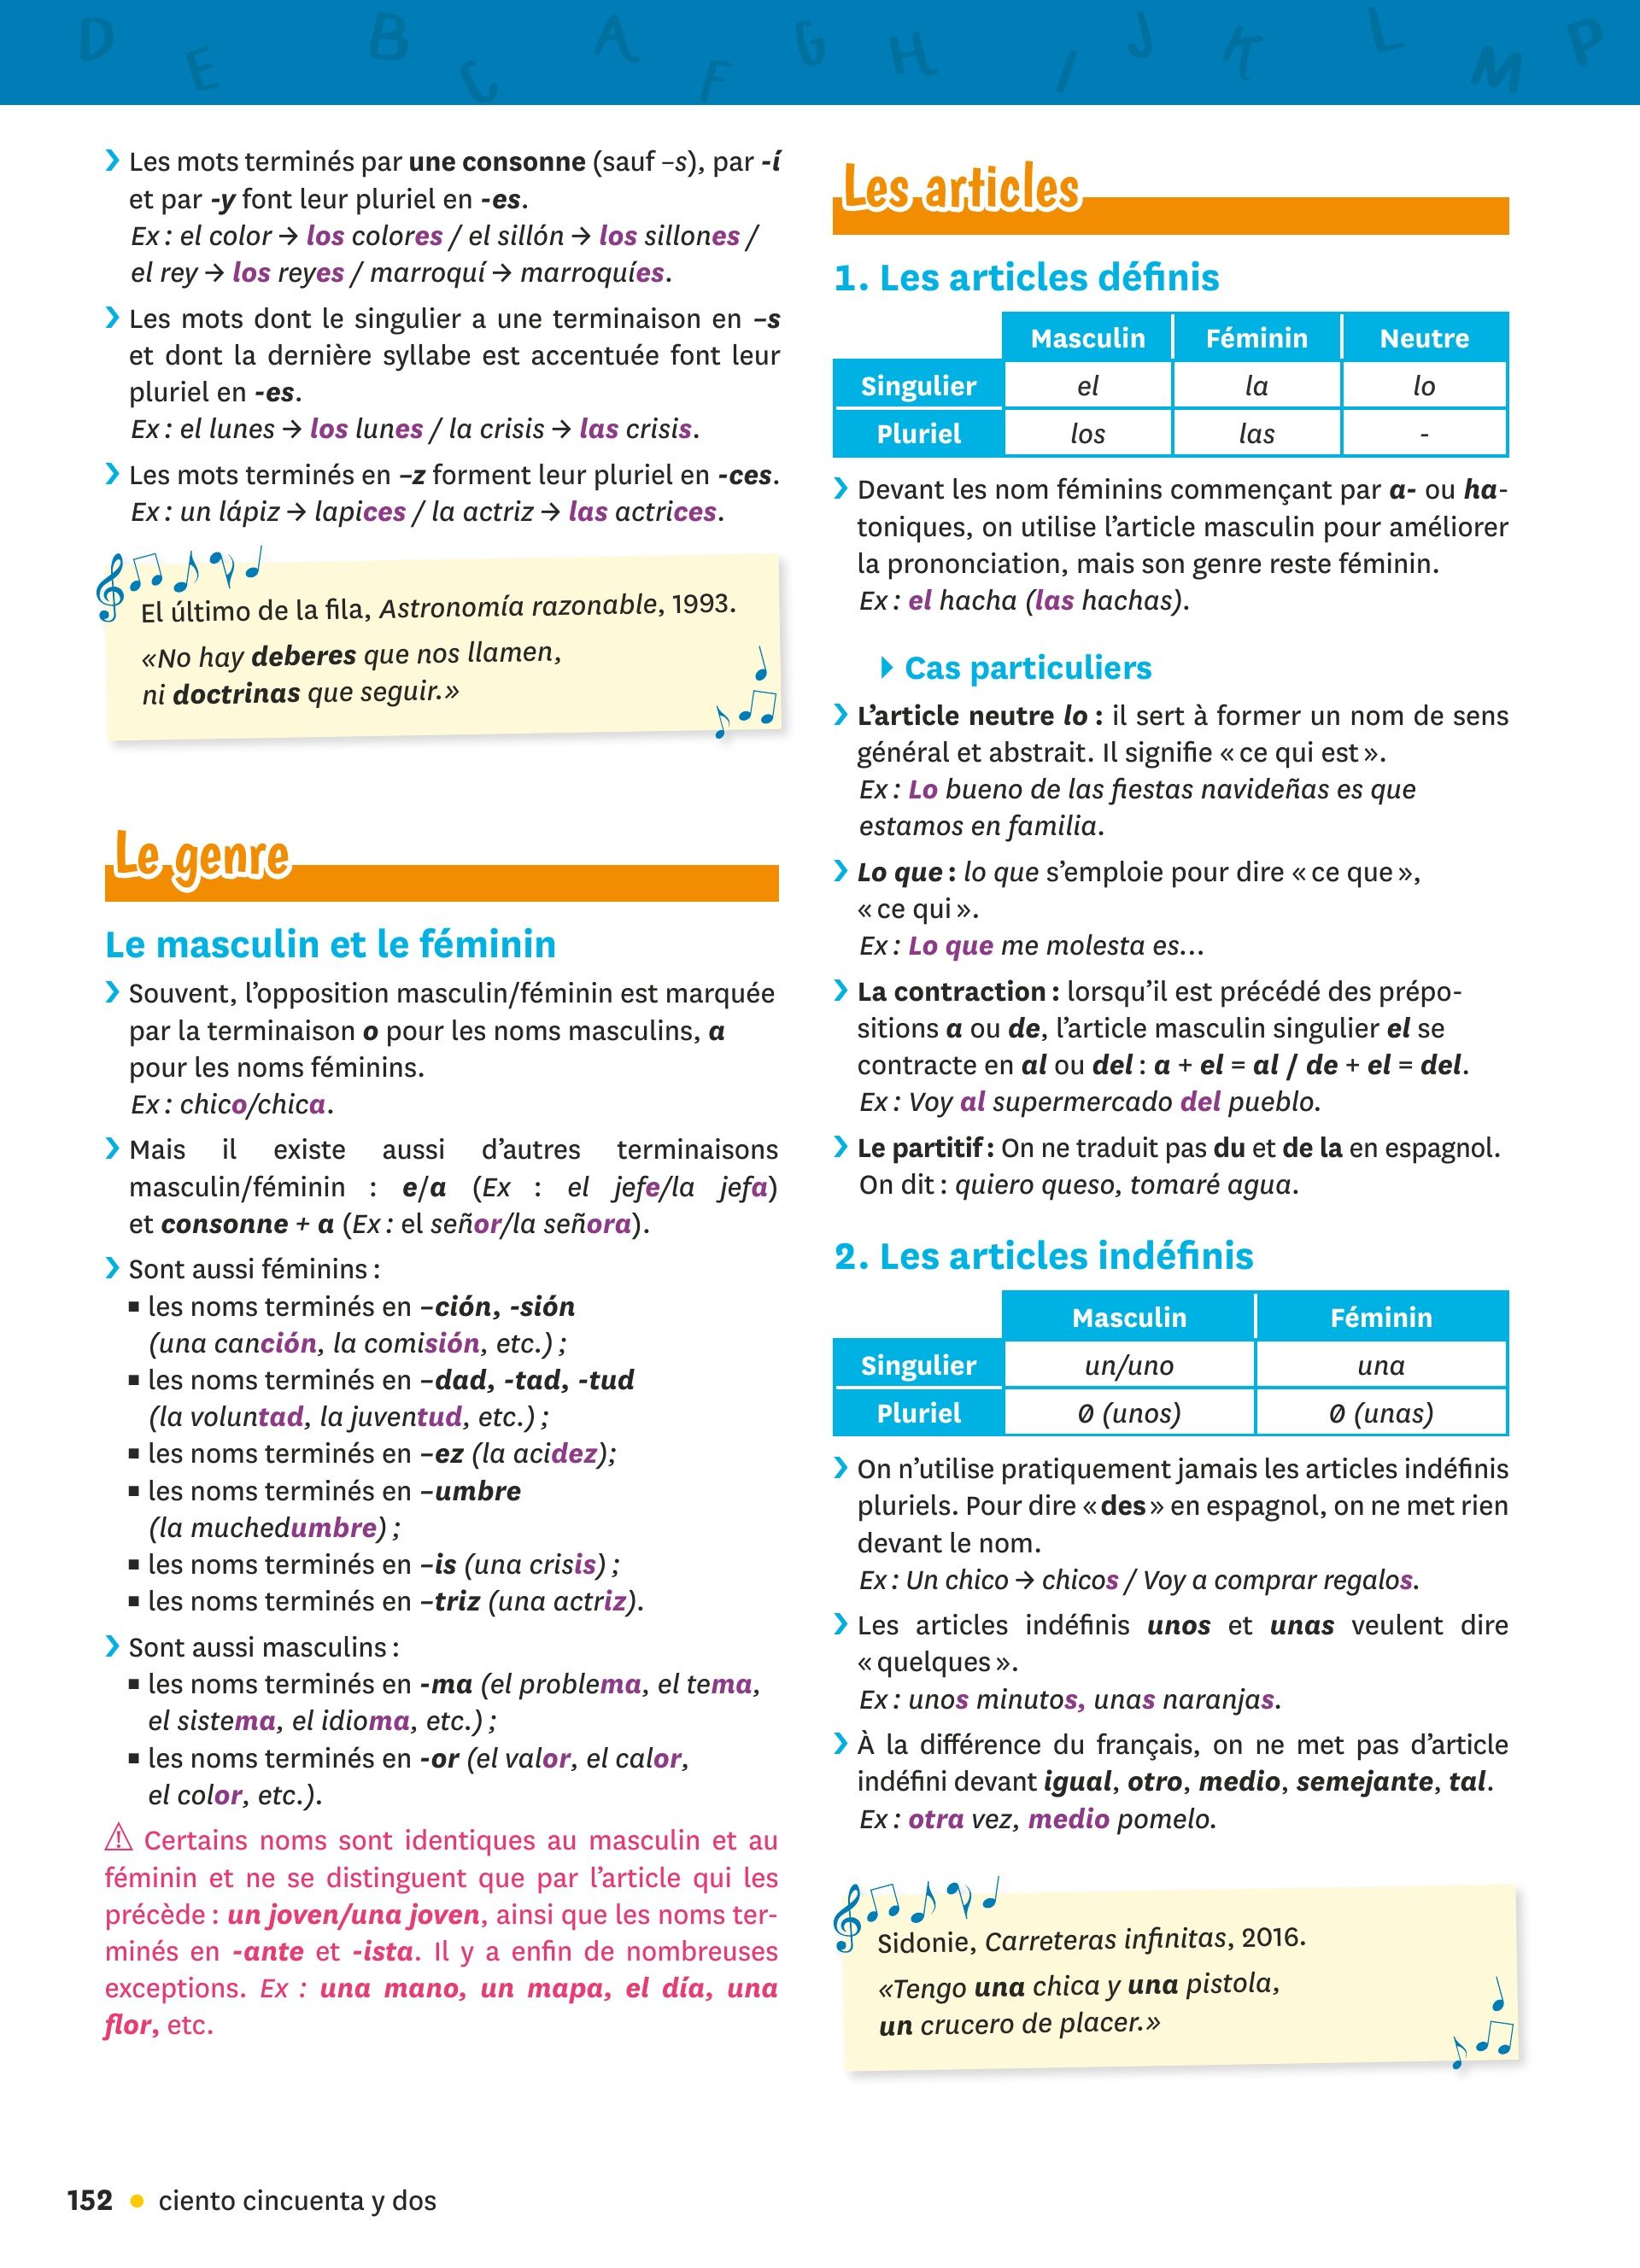 D E B C A F G H I J K L M P
› Les mots terminés par une consonne (sauf –s), par -í
et par -y font leur pluriel en -es.
Ex : el color → los colores / el sillón → los sillones /
el rey → los reyes / marroquí → marroquíes.
› Les mots dont le singulier a une terminaison en –s
et dont la dernière syllabe est accentuée font leur
pluriel en -es.
Ex : el lunes → los lunes / la crisis → las crisis.
› Les mots terminés en –z forment leur pluriel en -ces.
Ex : un lápiz → lapices / la actriz → las actrices.
El último de la fila, Astronomía razonable, 1993.
«No hay deberes que nos llamen,
ni doctrinas que seguir.»
Le genre
Le masculin et le féminin
› Souvent, l’opposition masculin/féminin est marquée
par la terminaison o pour les noms masculins, a
pour les noms féminins.
Ex : chico/chica.
› Mais il existe aussi d’autres terminaisons
masculin/féminin : e/a (Ex : el jefe/la jefa)
et consonne + a (Ex : el señor/la señora).
› Sont aussi féminins :
▪ les noms terminés en –ción, -sión
(una canción, la comisión, etc.) ;
▪ les noms terminés en –dad, -tad, -tud
(la voluntad, la juventud, etc.) ;
▪ les noms terminés en –ez (la acidez);
▪ les noms terminés en –umbre
(la muchedumbre) ;
▪ les noms terminés en –is (una crisis) ;
▪ les noms terminés en –triz (una actriz).
› Sont aussi masculins :
▪ les noms terminés en -ma (el problema, el tema,
el sistema, el idioma, etc.) ;
▪ les noms terminés en -or (el valor, el calor,
el color, etc.).
⚠ Certains noms sont identiques au masculin et au
féminin et ne se distinguent que par l’article qui les
précède : un joven/una joven, ainsi que les noms ter-
minés en -ante et -ista. Il y a enfin de nombreuses
exceptions. Ex : una mano, un mapa, el día, una
flor, etc.
Les articles
1. Les articles définis
Masculin Féminin Neutre
Singulier el la lo
Pluriel los las -
› Devant les nom féminins commençant par a- ou ha-
toniques, on utilise l’article masculin pour améliorer
la prononciation, mais son genre reste féminin.
Ex : el hacha (las hachas).
Cas particuliers
› L’article neutre lo : il sert à former un nom de sens
général et abstrait. Il signifie « ce qui est ».
Ex : Lo bueno de las fiestas navideñas es que
estamos en familia.
› Lo que : lo que s’emploie pour dire « ce que »,
« ce qui ».
Ex : Lo que me molesta es...
› La contraction : lorsqu’il est précédé des prépo-
sitions a ou de, l’article masculin singulier el se
contracte en al ou del : a + el = al / de + el = del.
Ex : Voy al supermercado del pueblo.
› Le partitif : On ne traduit pas du et de la en espagnol.
On dit : quiero queso, tomaré agua.
2. Les articles indéfinis
Masculin Féminin
Singulier un/uno una
Pluriel 0 (unos) 0 (unas)
› On n’utilise pratiquement jamais les articles indéfinis
pluriels. Pour dire « des » en espagnol, on ne met rien
devant le nom.
Ex : Un chico → chicos / Voy a comprar regalos.
› Les articles indéfinis unos et unas veulent dire
« quelques ».
Ex : unos minutos, unas naranjas.
› À la différence du français, on ne met pas d’article
indéfini devant igual, otro, medio, semejante, tal.
Ex : otra vez, medio pomelo.
Sidonie, Carreteras infinitas, 2016.
«Tengo una chica y una pistola,
un crucero de placer.»
152 • ciento cincuenta y dos